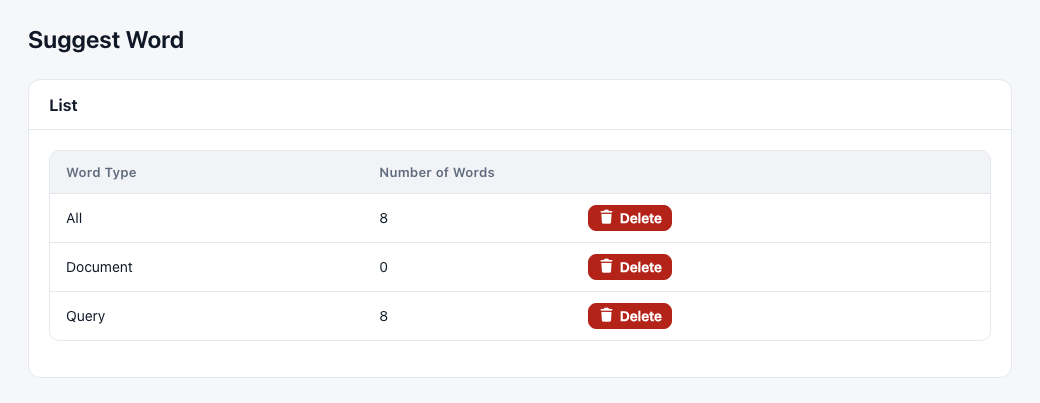 Suggest Word
List
Word Type Number of Words
All 8 Delete
Document 0 Delete
Query 8 Delete